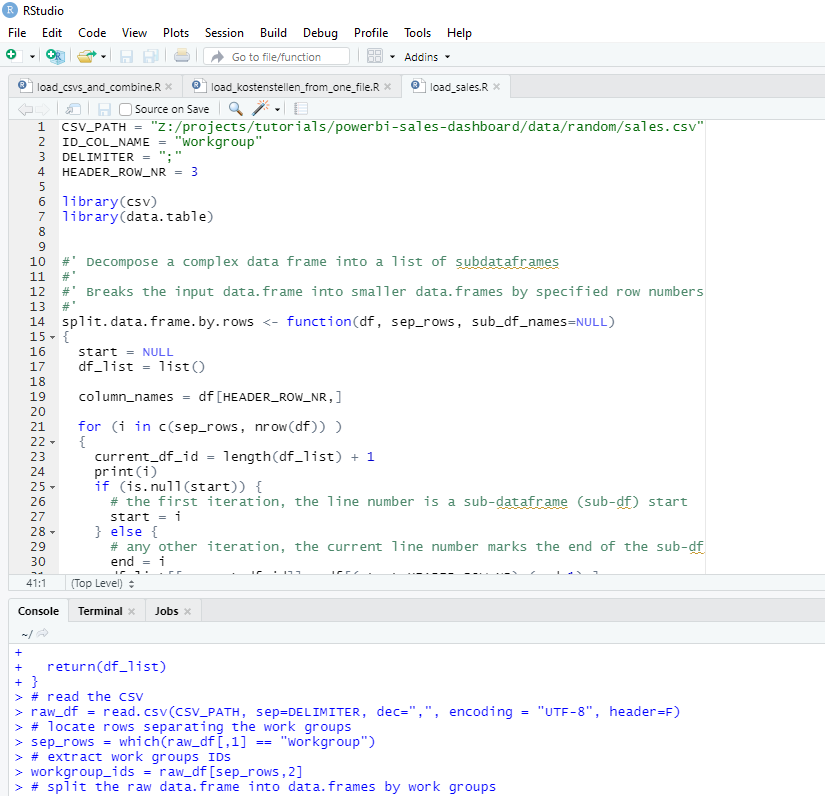 RStudio
File Edit Code View Plots Session Build Debug Profile Tools Help
Go to file/function Addins
load_csvs_and_combine.R load_kostenstellen_from_one_file.R load_sales.R
Source on Save
1 CSV_PATH = "Z:/projects/tutorials/powerbi-sales-dashboard/data/random/sales.csv"
2 ID_COL_NAME = "Workgroup"
3 DELIMITER = ";"
4 HEADER_ROW_NR = 3
5
6 library(csv)
7 library(data.table)
8
9
10 #' Decompose a complex data frame into a list of subdataframes
11 #'
12 #' Breaks the input data.frame into smaller data.frames by specified row numbers
13 #'
14 split.data.frame.by.rows <- function(df, sep_rows, sub_df_names=NULL)
15 {
16   start = NULL
17   df_list = list()
18
19   column_names = df[HEADER_ROW_NR,]
20
21   for (i in c(sep_rows, nrow(df)) )
22   {
23     current_df_id = length(df_list) + 1
24     print(i)
25     if (is.null(start)) {
26       # the first iteration, the line number is a sub-dataframe (sub-df) start
27       start = i
28     } else {
29       # any other iteration, the current line number marks the end of the sub-df
30       end = i
41:1 (Top Level)
Console Terminal Jobs
~/
+
+   return(df_list)
+ }
> # read the CSV
> raw_df = read.csv(CSV_PATH, sep=DELIMITER, dec=",", encoding = "UTF-8", header=F)
> # locate rows separating the work groups
> sep_rows = which(raw_df[,1] == "Workgroup")
> # extract work groups IDs
> workgroup_ids = raw_df[sep_rows,2]
> # split the raw data.frame into data.frames by work groups